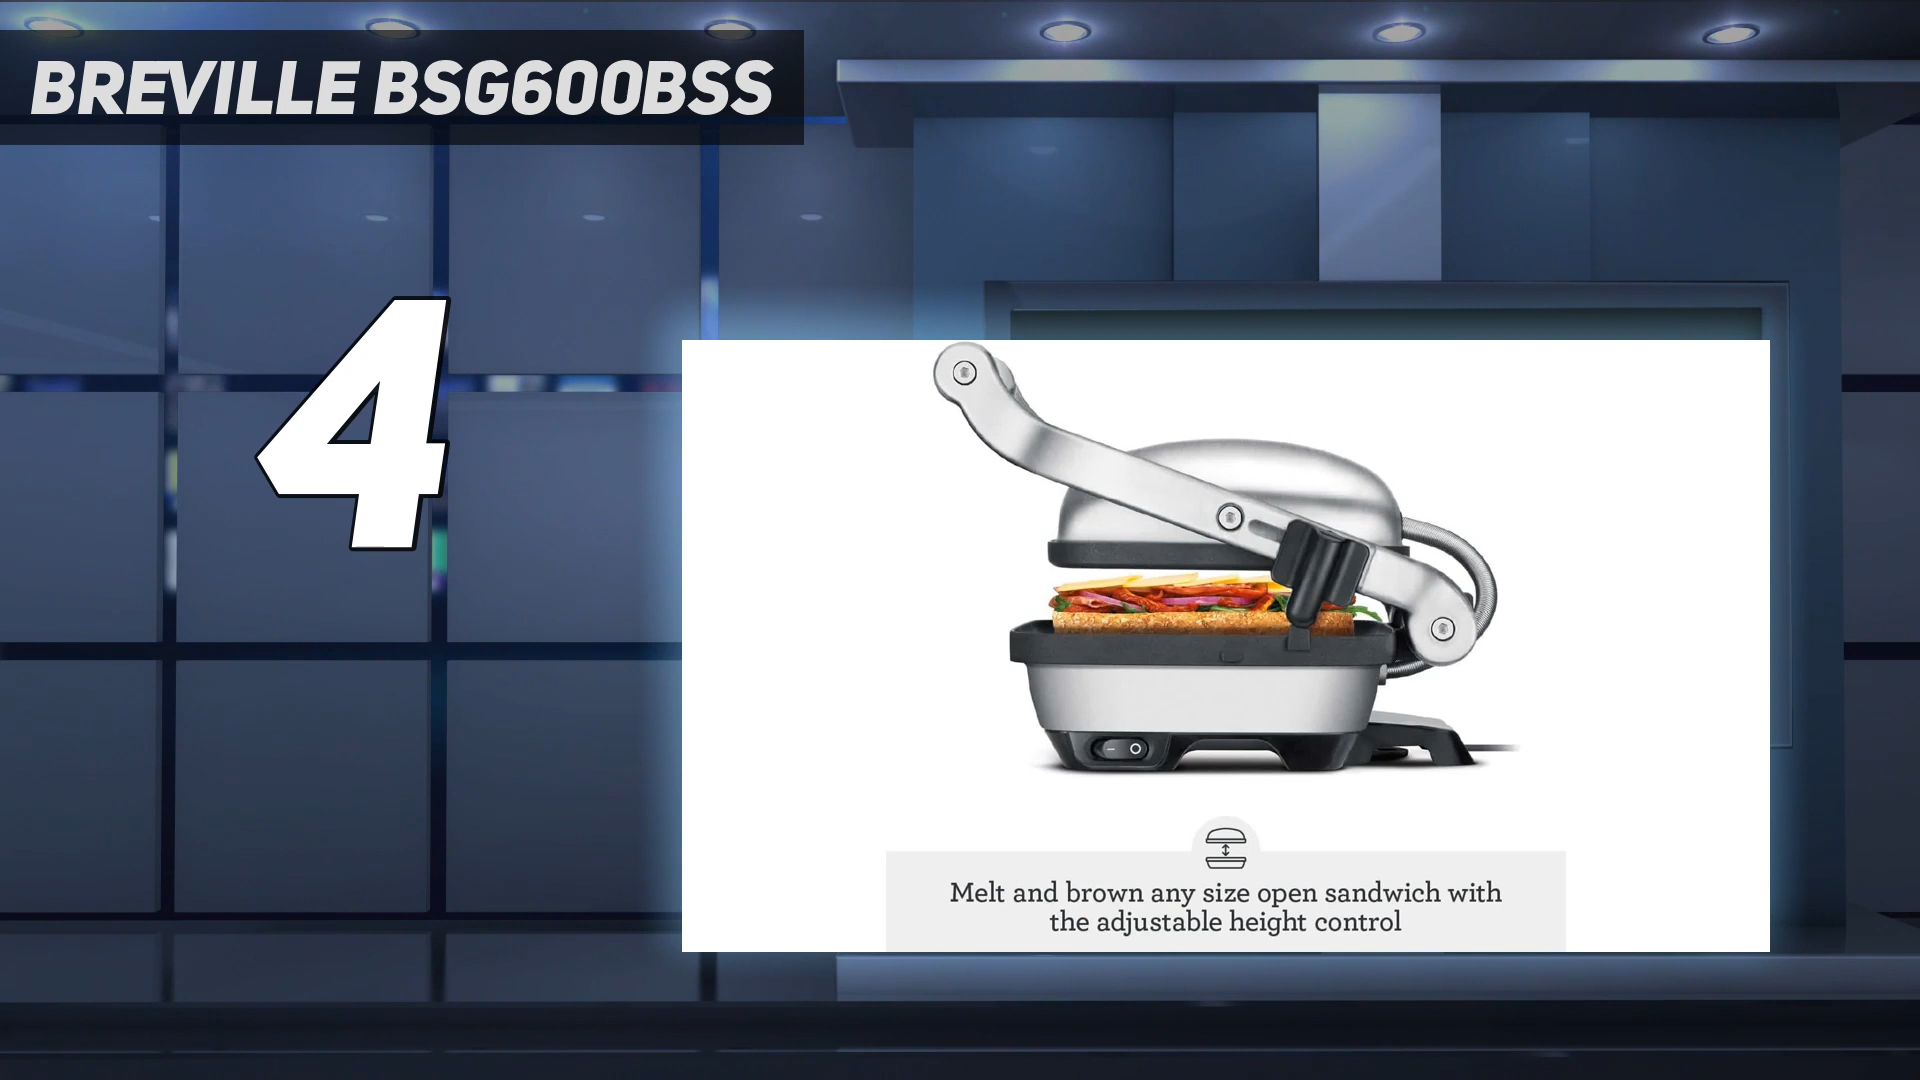 BREVILLE BSG600BSS
4
Melt and brown any size open sandwich with
the adjustable height control